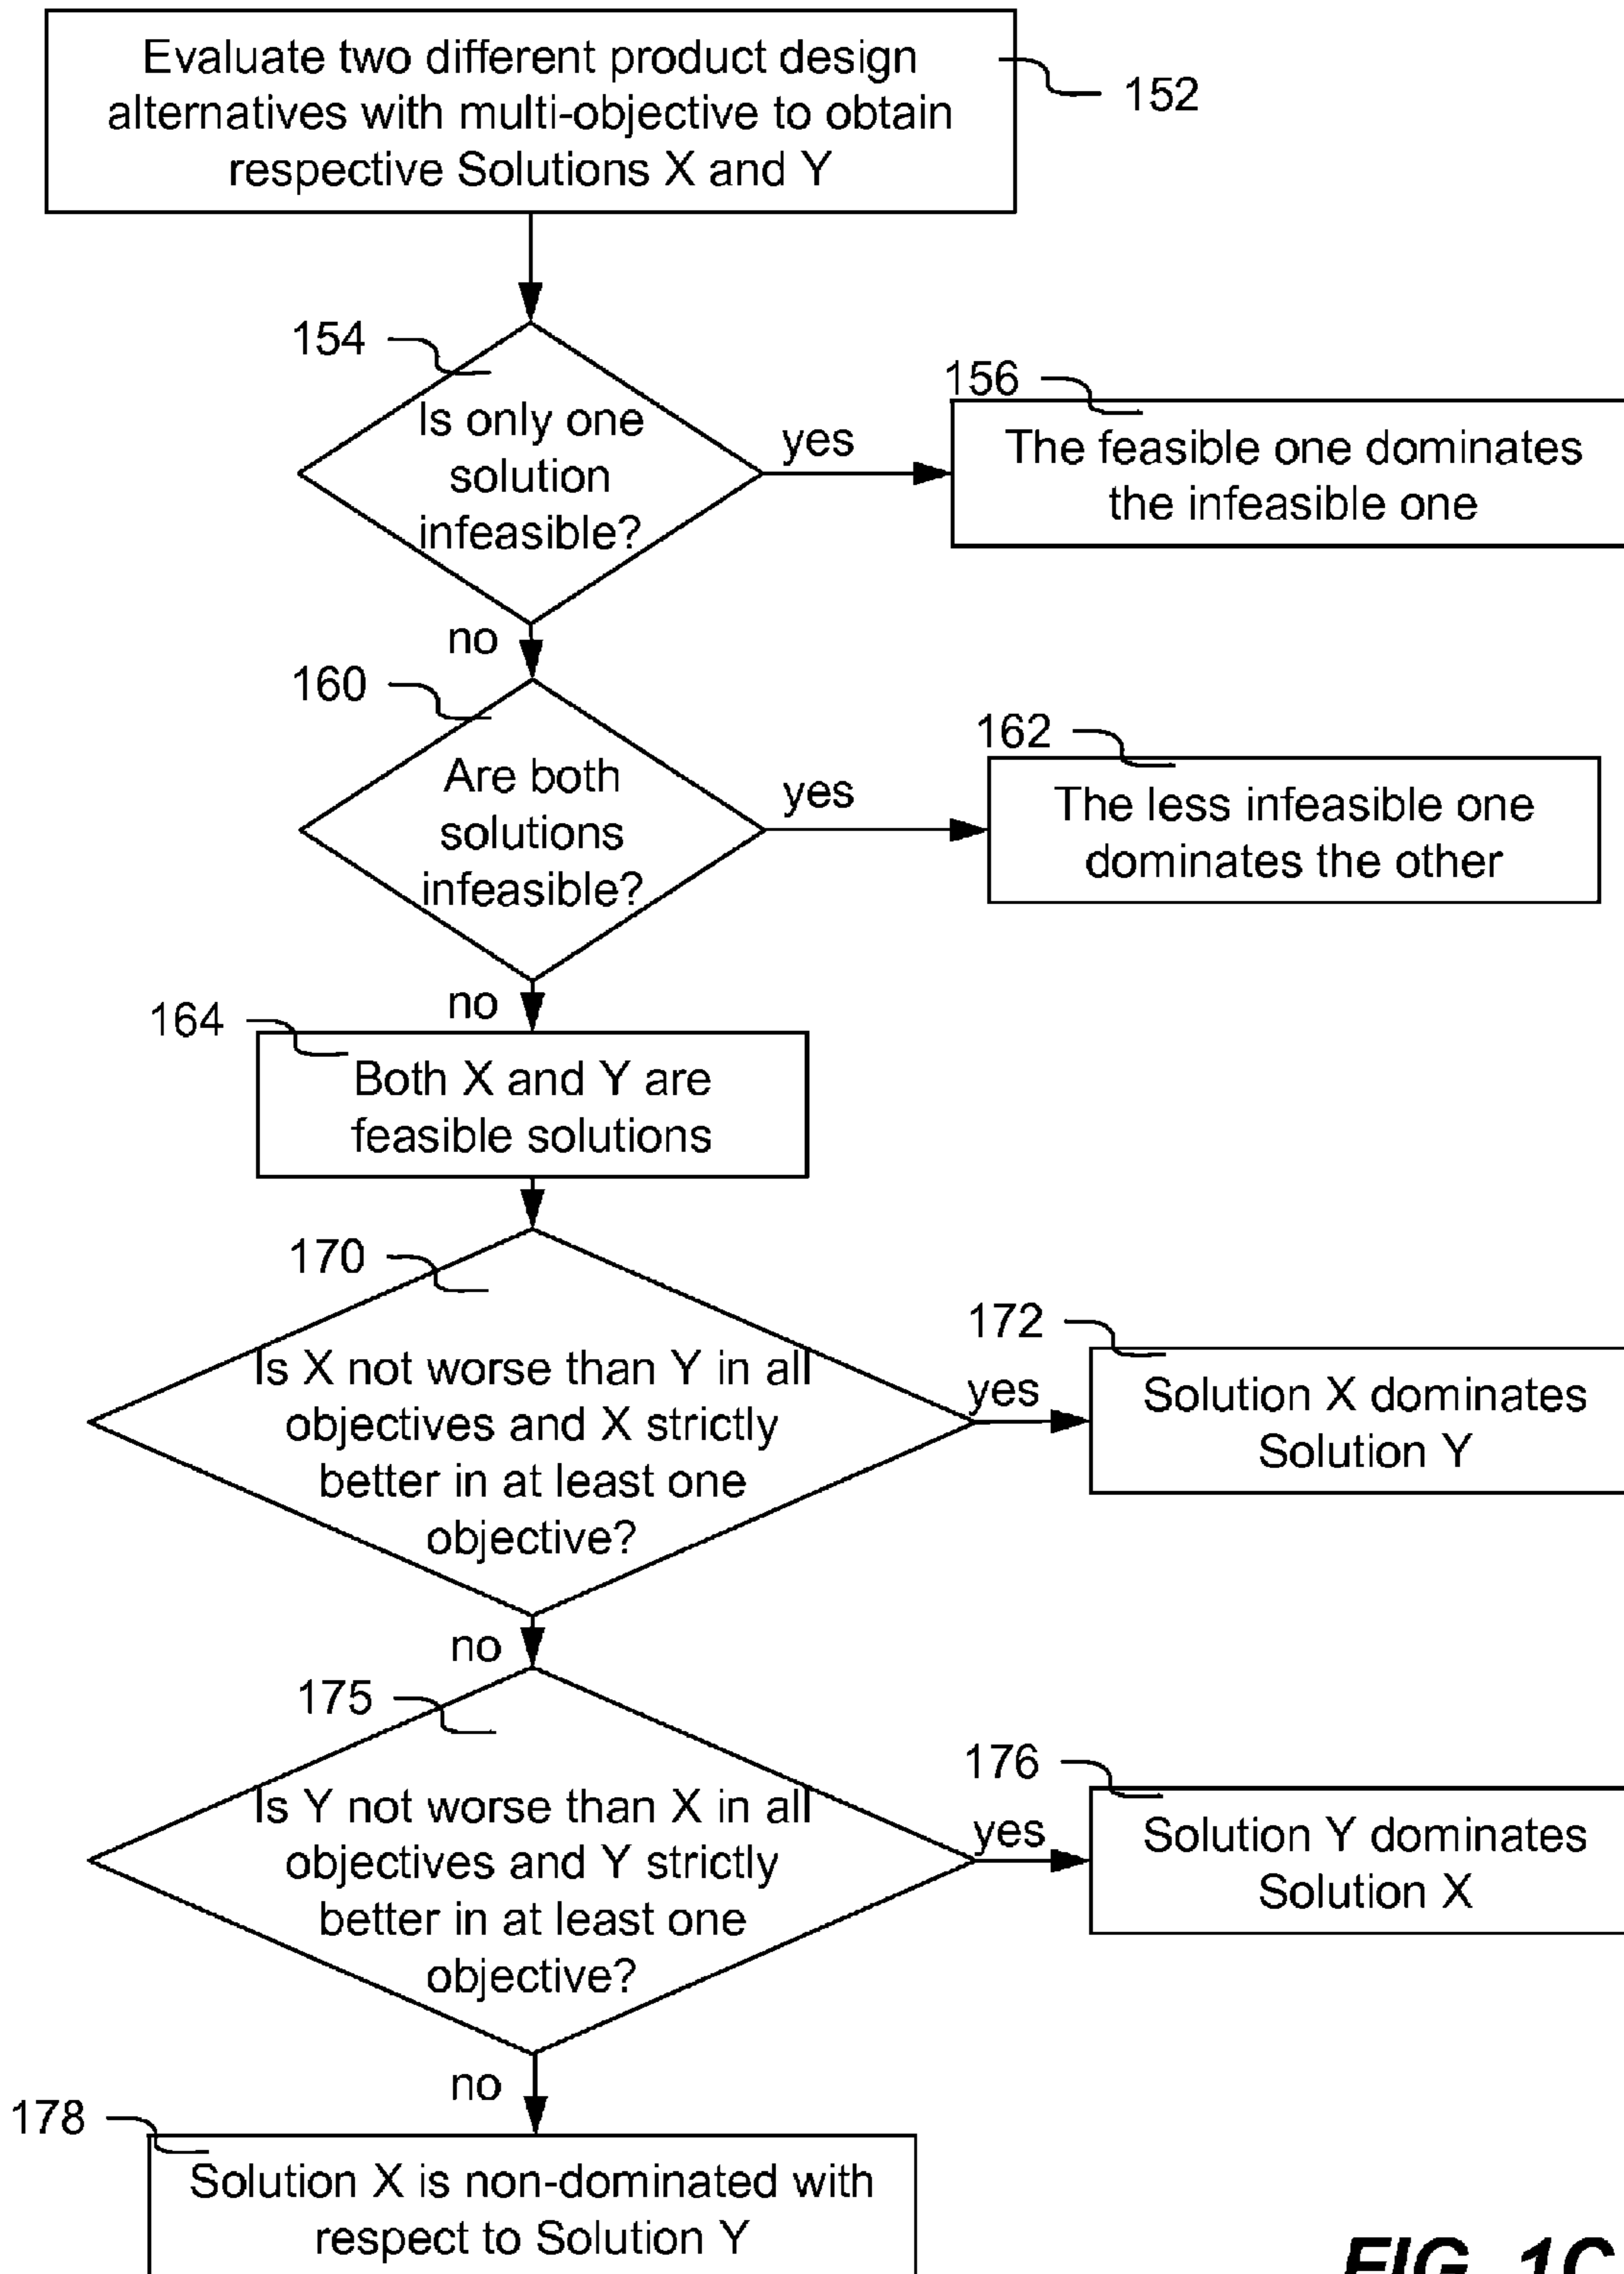 Evaluate two different product design
alternatives with multi-objective to obtain
respective Solutions X and Y
152
154
Is only one
solution
infeasible?
yes
156
The feasible one dominates
the infeasible one
no
160
Are both
solutions
infeasible?
yes
162
The less infeasible one
dominates the other
no
164
Both X and Y are
feasible solutions
170
Is X not worse than Y in all
objectives and X strictly
better in at least one
objective?
yes
172
Solution X dominates
Solution Y
no
175
Is Y not worse than X in all
objectives and Y strictly
better in at least one
objective?
yes
176
Solution Y dominates
Solution X
no
178
Solution X is non-dominated with
respect to Solution Y
FIG. 1C